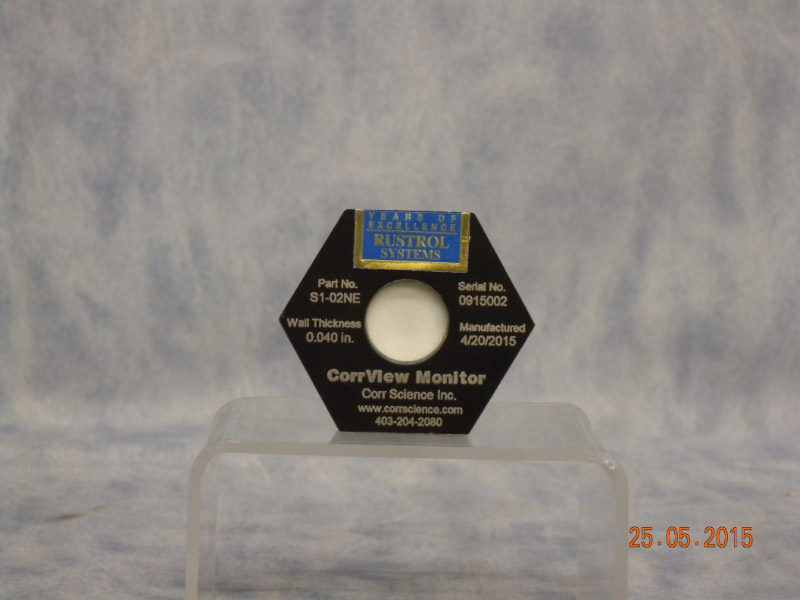 YEARS OF
EXCELLENCE
RUSTROL
SYSTEMS
Part No.
S1-02NE
Serial No.
0915002
Wall Thickness
0.040 in.
Manufactured
4/20/2015
CorrView Monitor
Corr Science Inc.
www.corrscience.com
403-204-2080
25.05.2015